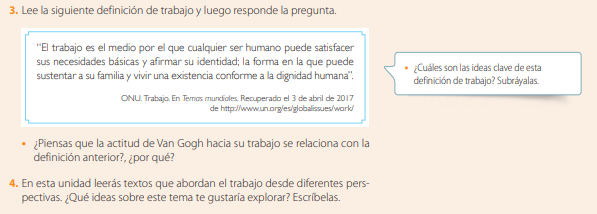 3. Lee la siguiente definición de trabajo y luego responde la pregunta.
“El trabajo es el medio por el que cualquier ser humano puede satisfacer
sus necesidades básicas y afirmar su identidad; la forma en la que puede
sustentar a su familia y vivir una existencia conforme a la dignidad humana”.
ONU. Trabajo. En Temas mundiales. Recuperado el 3 de abril de 2017
de http://www.un.org/es/globalissues/work/
• ¿Cuáles son las ideas clave de esta
definición de trabajo? Subráyalas.
• ¿Piensas que la actitud de Van Gogh hacia su trabajo se relaciona con la
definición anterior?, ¿por qué?
4. En esta unidad leerás textos que abordan el trabajo desde diferentes pers-
pectivas. ¿Qué ideas sobre este tema te gustaría explorar? Escríbelas.